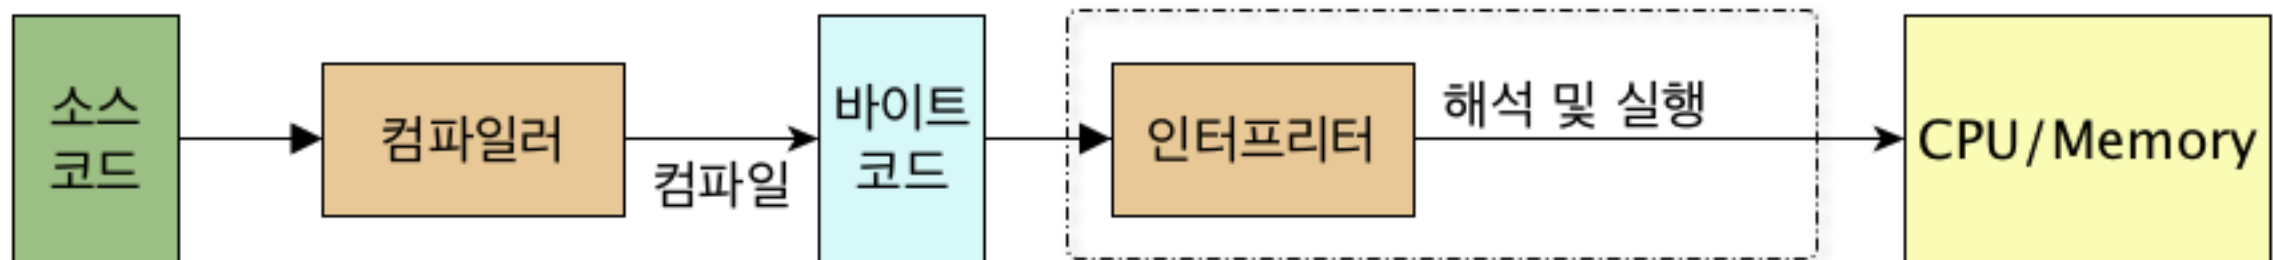 소스
코드
컴파일러
컴파일
바이트
코드
인터프리터
해석 및 실행
CPU/Memory